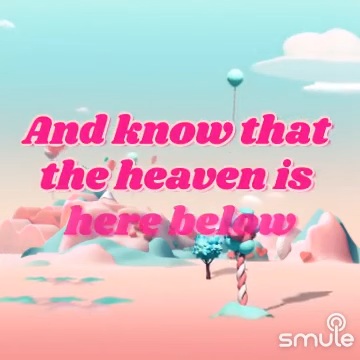 And know that
the heaven is
here below
smule